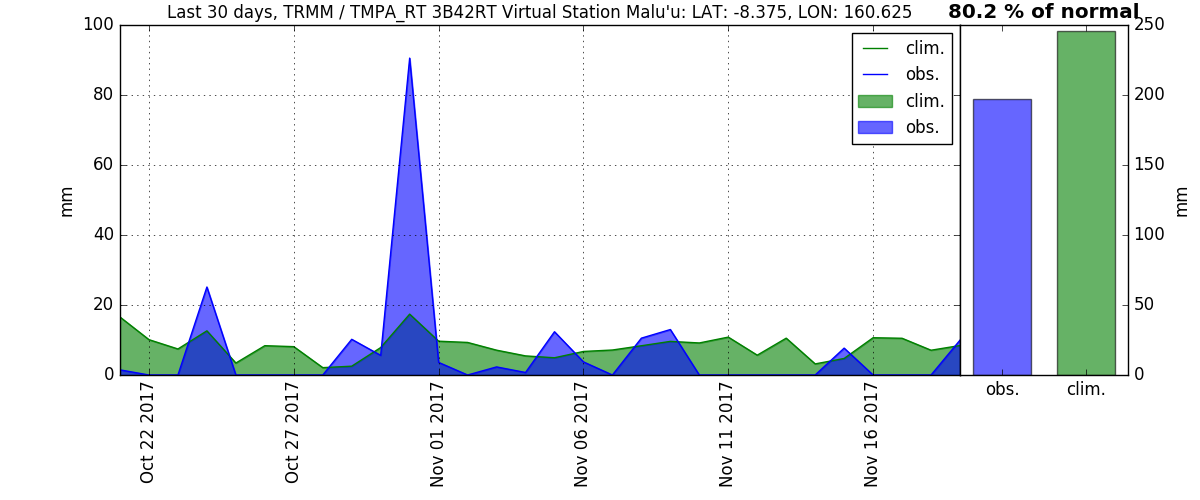 Last 30 days, TRMM / TMPA_RT 3B42RT Virtual Station Malu'u: LAT: -8.375, LON: 160.625
80.2 % of normal
100
80
60
40
20
0
mm
clim.
obs.
clim.
obs.
Oct 22 2017
Oct 27 2017
Nov 01 2017
Nov 06 2017
Nov 11 2017
Nov 16 2017
250
200
150
100
50
0
mm
obs.
clim.